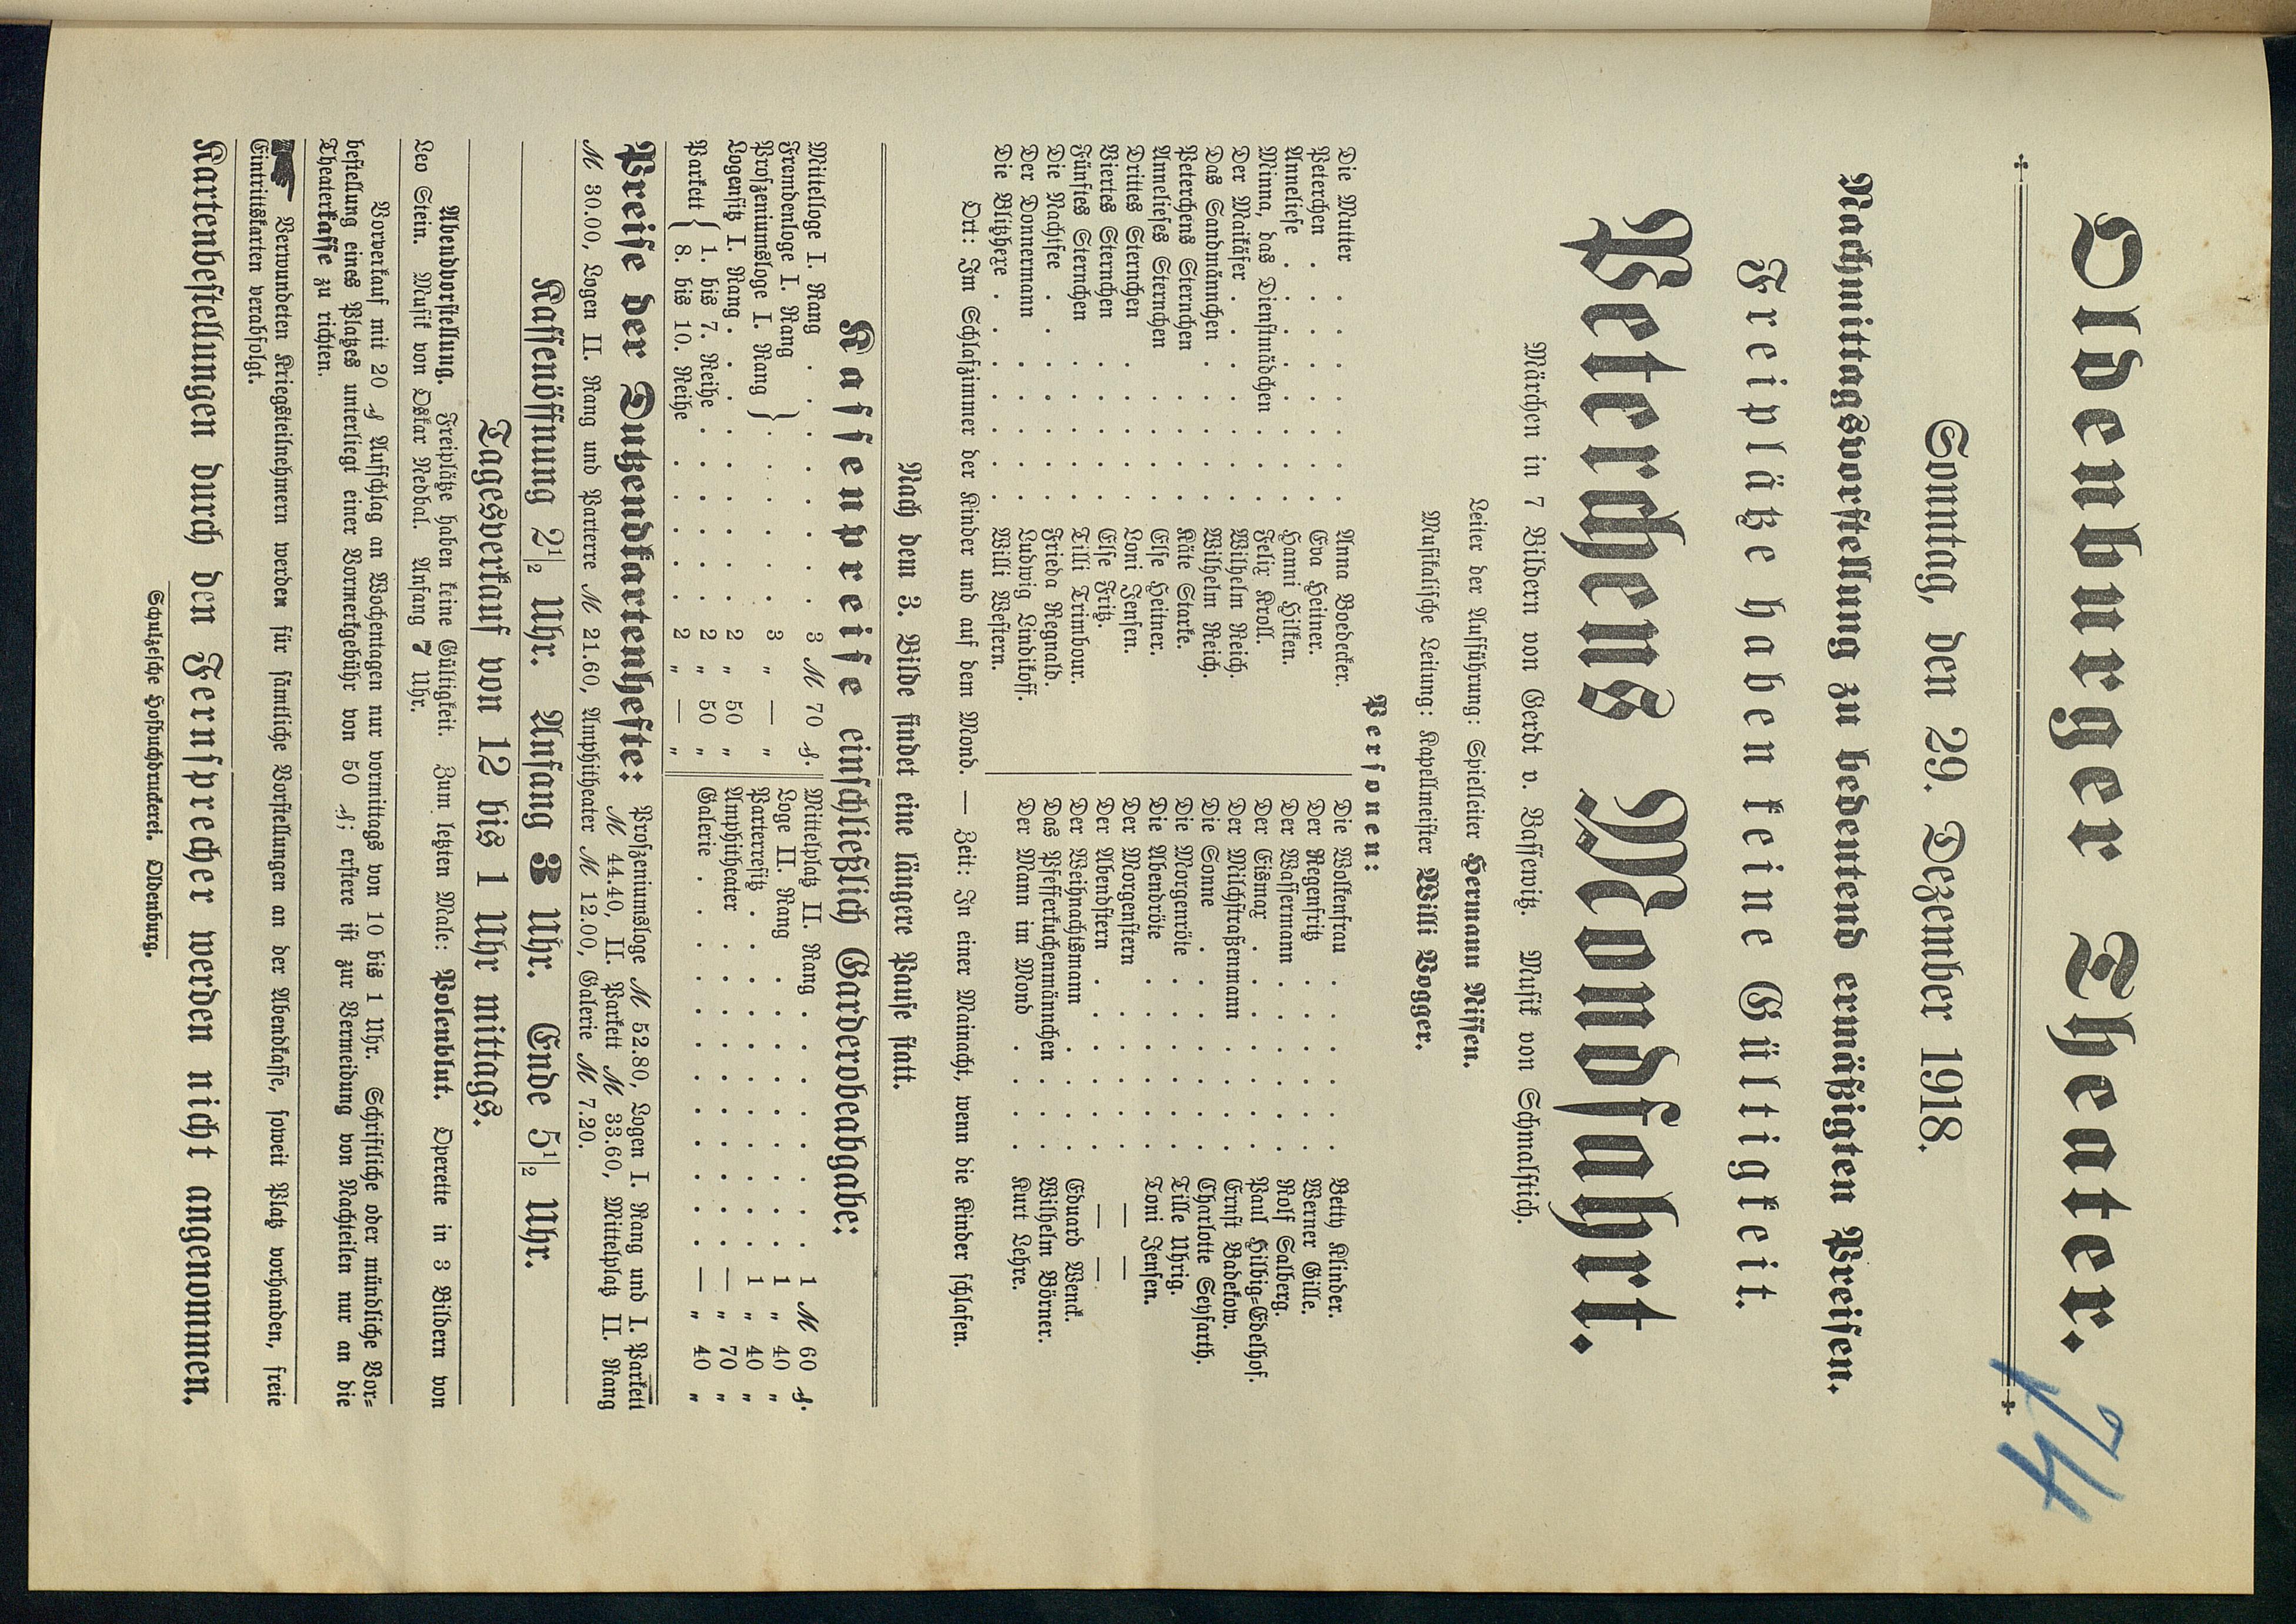 Oldenburger Theater.
74
Sonntag, den 29. Dezember 1918.
Nachmittagsvorstellung zu bedeutend ermäßigten Preisen.
Freiplätze haben keine Gültigkeit.
Peterchens Mondfahrt.
Märchen in 7 Bildern von Gerdt v. Bassewitz. Musik von Schmalstich.
Leiter der Aufführung: Spielleiter Hermann Nissen.
Musikalische Leitung: Kapellmeister Willi Bogger.
Personen:
Die Mutter . . . . . Anna Boedecker.
Peterchen . . . . . . Eva Heitner.
Anneliese . . . . . . Hanni Hilken.
Minna, das Dienstmädchen . . . Felix Kroll.
Der Maikäfer . . . . . Wilhelm Reich.
Das Sandmännchen . . . . Wilhelm Reich.
Peterchens Sternchen . . . . Käte Starke.
Annelieses Sternchen . . . . Else Heitner.
Drittes Sternchen . . . . Loni Jensen.
Viertes Sternchen . . . . Else Fritz.
Fünftes Sternchen . . . . Tilli Trimbour.
Die Nachtfee . . . . . Frieda Regnald.
Der Donnermann . . . . Ludwig Lindikoff.
Die Blitzhexe . . . . . Willi Western.
Die Wolkenfrau . . . . Betty Klinder.
Der Regenfritz . . . . Werner Gille.
Der Wassermann . . . . Rolf Salberg.
Der Eismax . . . . . Paul Hilbig-Edelhof.
Der Milchstraßenmann . . . Ernst Badekow.
Die Sonne . . . . . Charlotte Seyfarth.
Die Morgenröte . . . . Tille Uhrig.
Die Abendröte . . . . Toni Jensen.
Der Morgenstern . . . . — —
Der Abendstern . . . . — —
Der Weihnachtsmann . . . Eduard Wenck.
Das Pfefferkuchenmännchen . . . Wilhelm Börner.
Der Mann im Mond . . . . Kurt Lehre.
Ort: Im Schlafzimmer der Kinder und auf dem Mond. — Zeit: In einer Mainacht, wenn die Kinder schlafen.
Nach dem 3. Bilde findet eine längere Pause statt.
Kassenpreise einschließlich Garderobeabgabe:
Mittelloge I. Rang . . . . 3 M 70 ₰.
Fremdenloge I. Rang
Proszeniumsloge I. Rang } . . . . 3 „ — „
Logensitz I. Rang . . . . . 2 „ 50 „
Parkett { 1. bis 7. Reihe . . . . 2 „ 50 „
8. bis 10. Reihe . . . . 2 „ — „
Mittelplatz II. Rang . . . . 1 M 60 ₰.
Loge II. Rang . . . . . 1 „ 40 „
Parterresitz . . . . . 1 „ 40 „
Amphitheater . . . . . — „ 70 „
Galerie . . . . . . — „ 40 „
Preise der Dutzendkartenhefte: Proszeniumsloge M 52.80, Logen I. Rang und I. Parkett
M 44.40, II. Parkett M 33.60, Mittelplatz II. Rang
M 30.00, Logen II. Rang und Parterre M 21.60, Amphitheater M 12.00, Galerie M 7.20.
Kassenöffnung 2 1/2 Uhr. Anfang 3 Uhr. Ende 5 1/2 Uhr.
Tagesverkauf von 12 bis 1 Uhr mittags.
Abendvorstellung. Freiplätze haben keine Gültigkeit. Zum letzten Male: Polenblut. Operette in 3 Bildern von
Leo Stein. Musik von Oskar Nedbal. Anfang 7 Uhr.
Vorverkauf mit 20 ₰ Aufschlag an Wochentagen nur vormittags von 10 bis 1 Uhr. Schriftliche oder mündliche Vor-
bestellung eines Platzes unterliegt einer Vormerkgebühr von 50 ₰; erstere ist zur Vermeidung von Nachteilen nur an die
Theaterkasse zu richten.
Verwundeten Kriegsteilnehmern werden für sämtliche Vorstellungen an der Abendkasse, soweit Platz vorhanden, freie
Eintrittskarten verabfolgt.
Kartenbestellungen durch den Fernsprecher werden nicht angenommen.
Schulzesche Hofbuchdruckerei. Oldenburg.